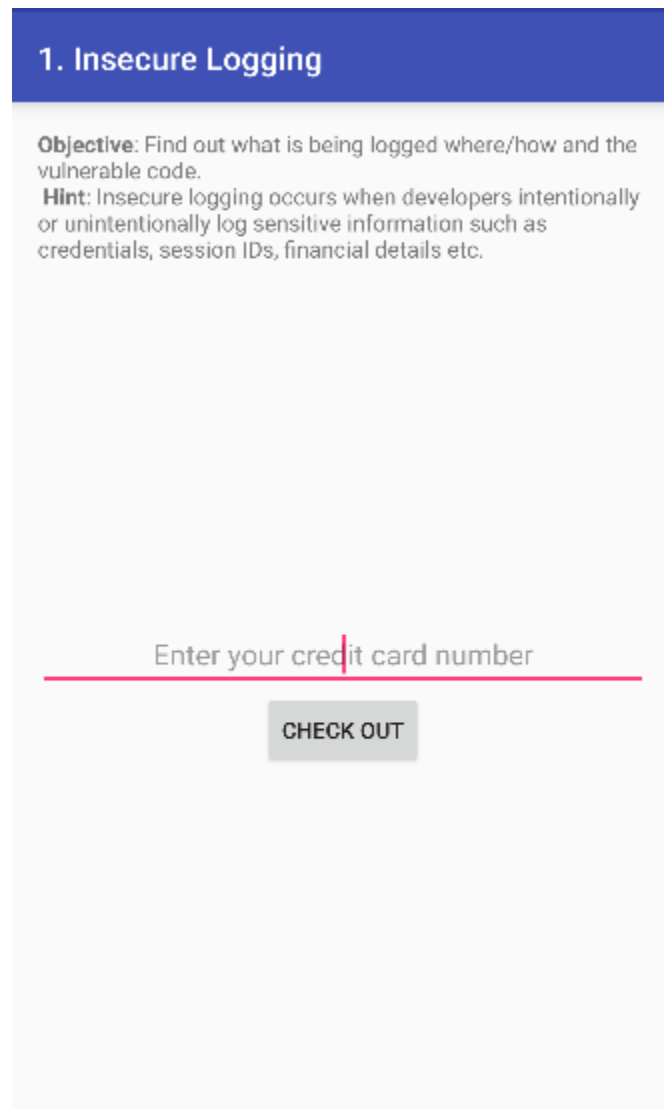 1. Insecure Logging
Objective: Find out what is being logged where/how and the
vulnerable code.
Hint: Insecure logging occurs when developers intentionally
or unintentionally log sensitive information such as
credentials, session IDs, financial details etc.
Enter your credit card number
CHECK OUT